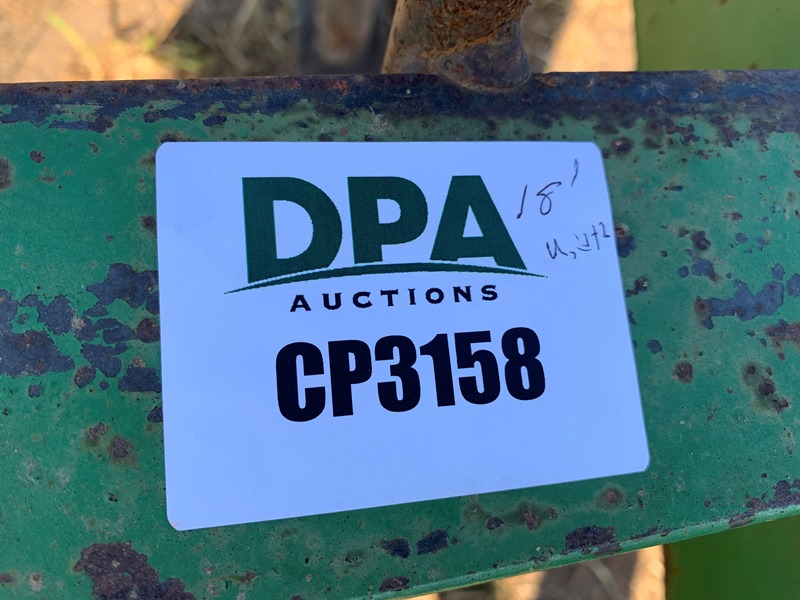 DPA
18'
AUCTIONS
CP3158